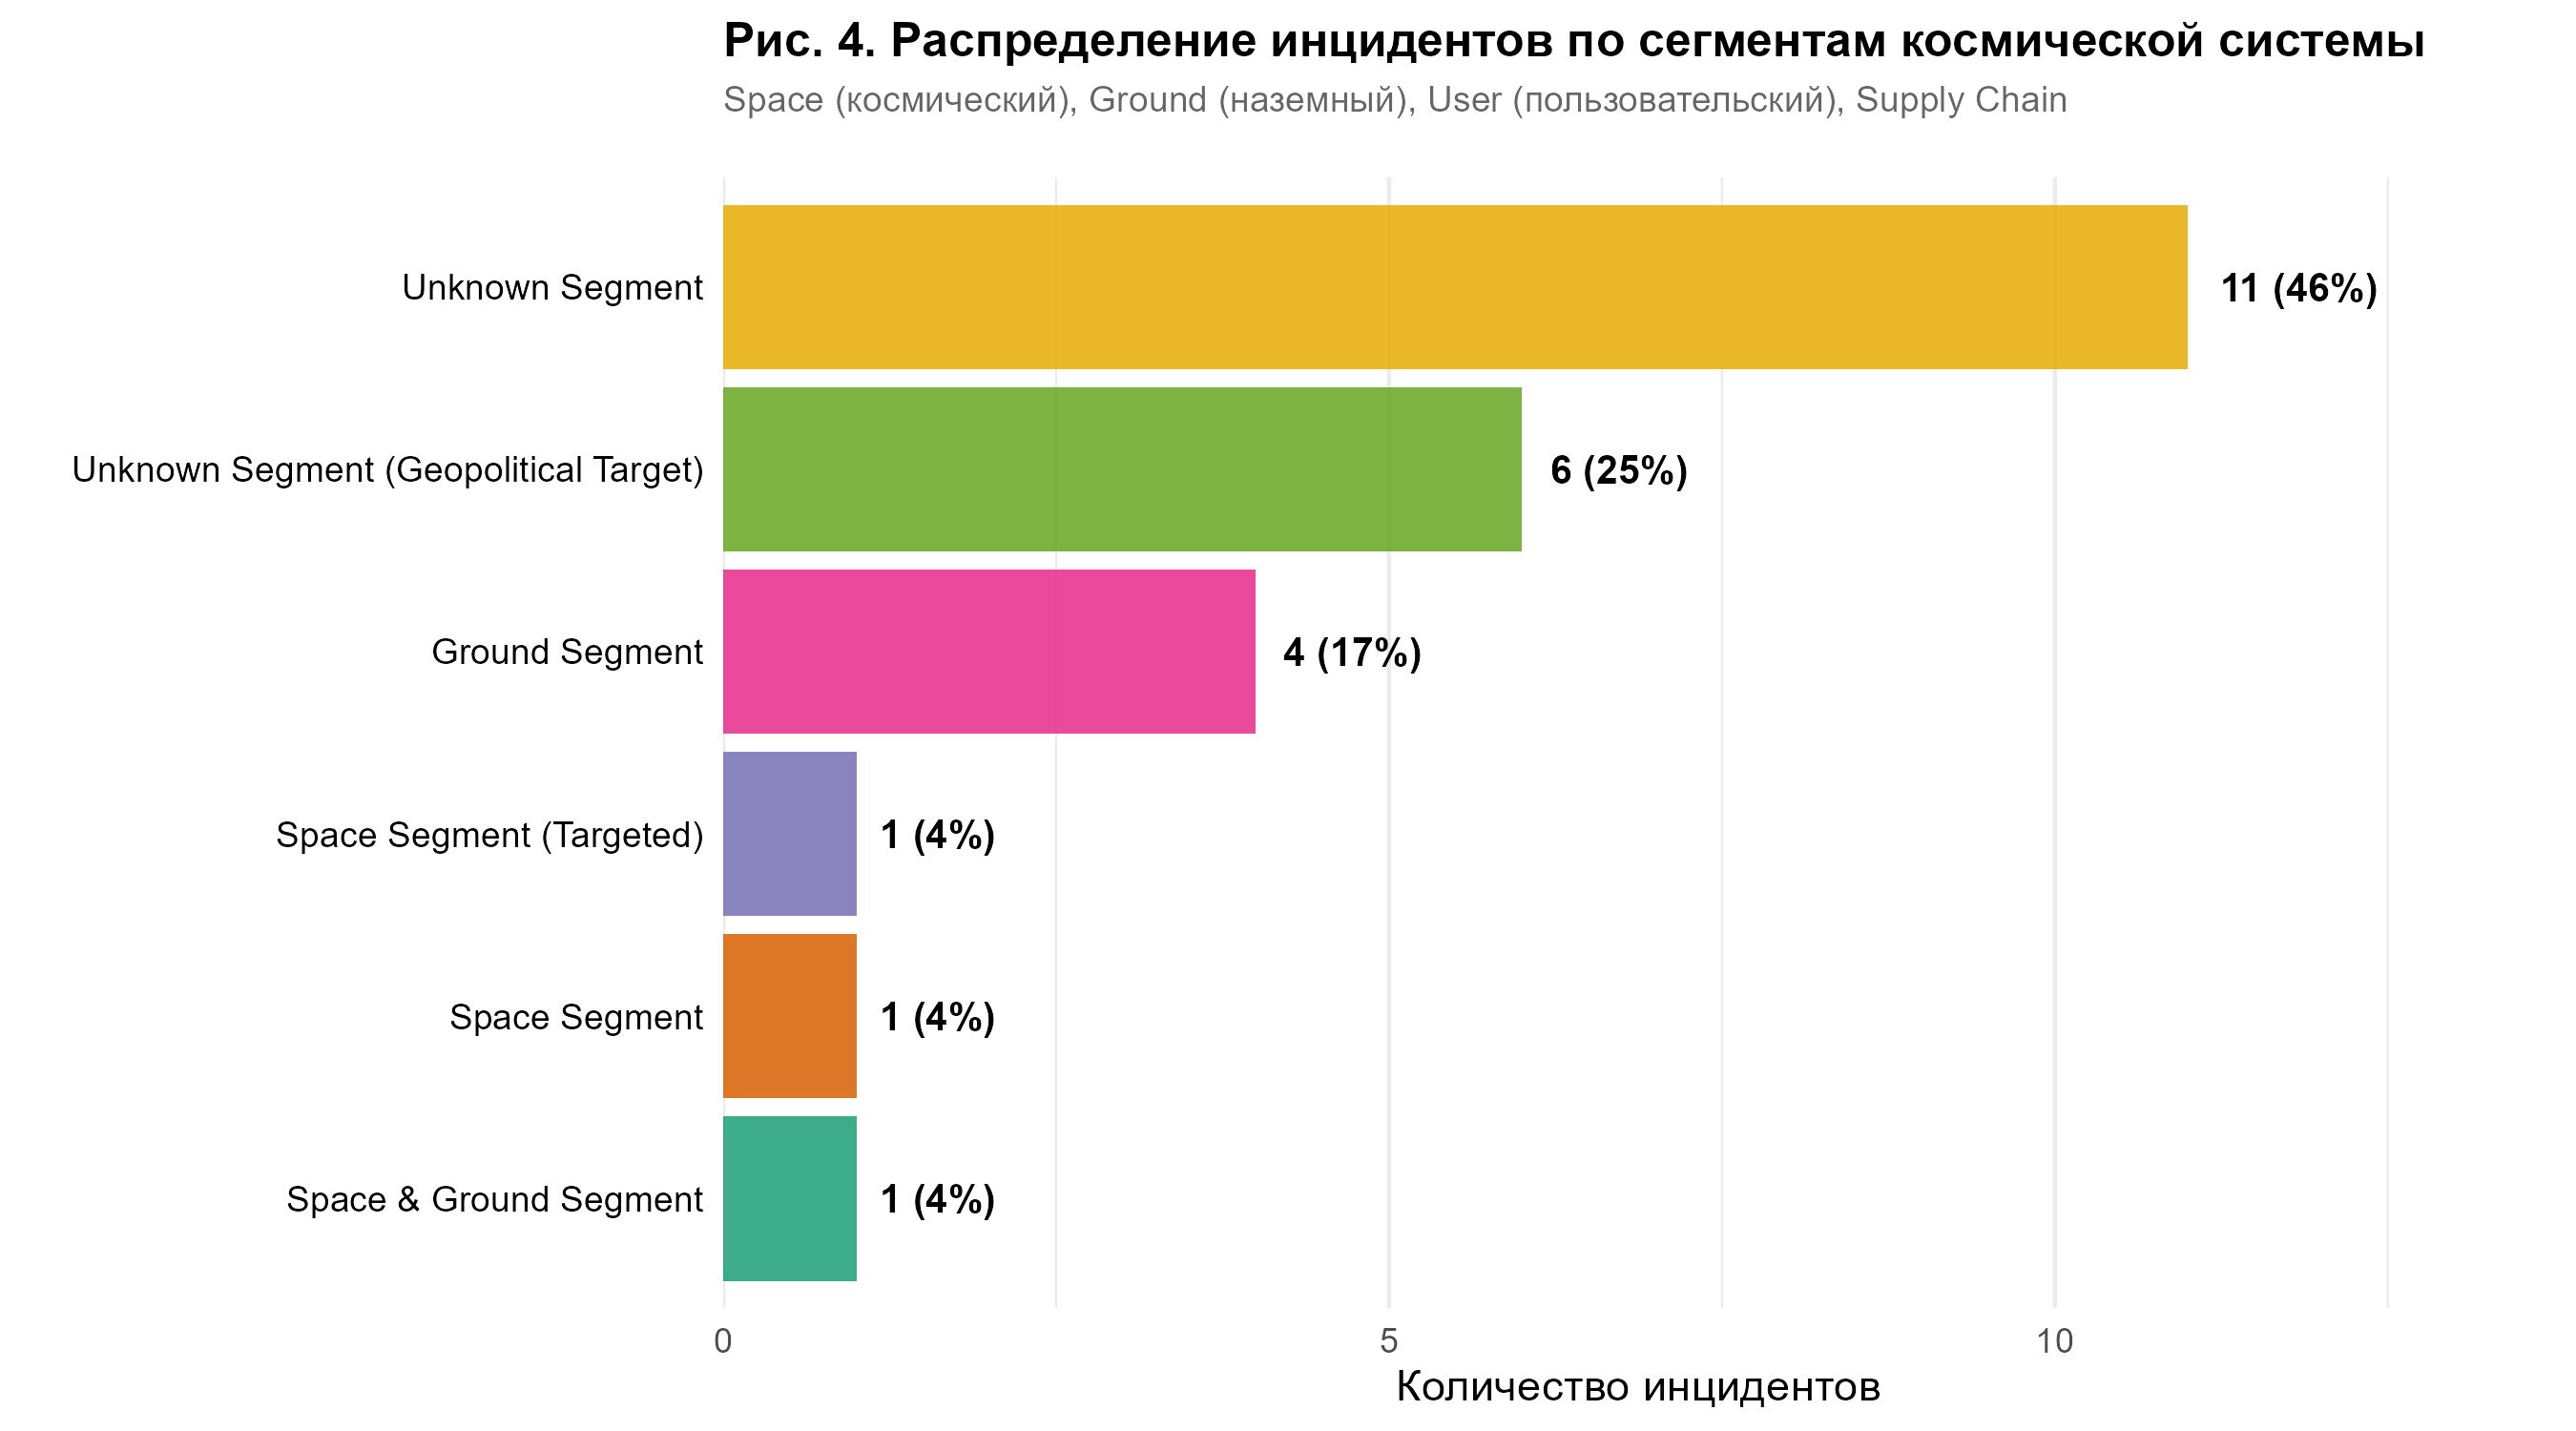 Рис. 4. Распределение инцидентов по сегментам космической системы
Space (космический), Ground (наземный), User (пользовательский), Supply Chain
Unknown Segment
11 (46%)
Unknown Segment (Geopolitical Target)
6 (25%)
Ground Segment
4 (17%)
Space Segment (Targeted)
1 (4%)
Space Segment
1 (4%)
Space & Ground Segment
1 (4%)
0
5
10
Количество инцидентов